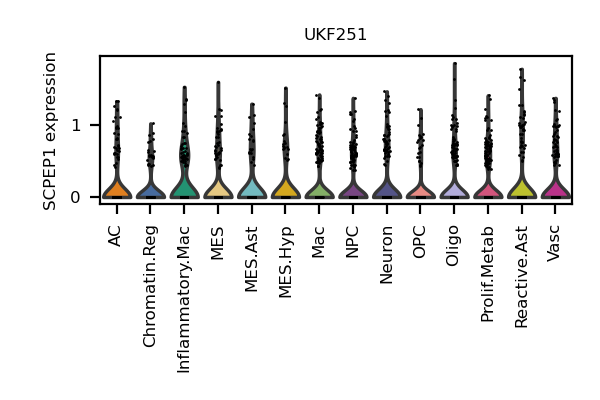 UKF251
SCPEP1 expression
1
0
AC
Chromatin.Reg
Inflammatory.Mac
MES
MES.Ast
MES.Hyp
Mac
NPC
Neuron
OPC
Oligo
Prolif.Metab
Reactive.Ast
Vasc